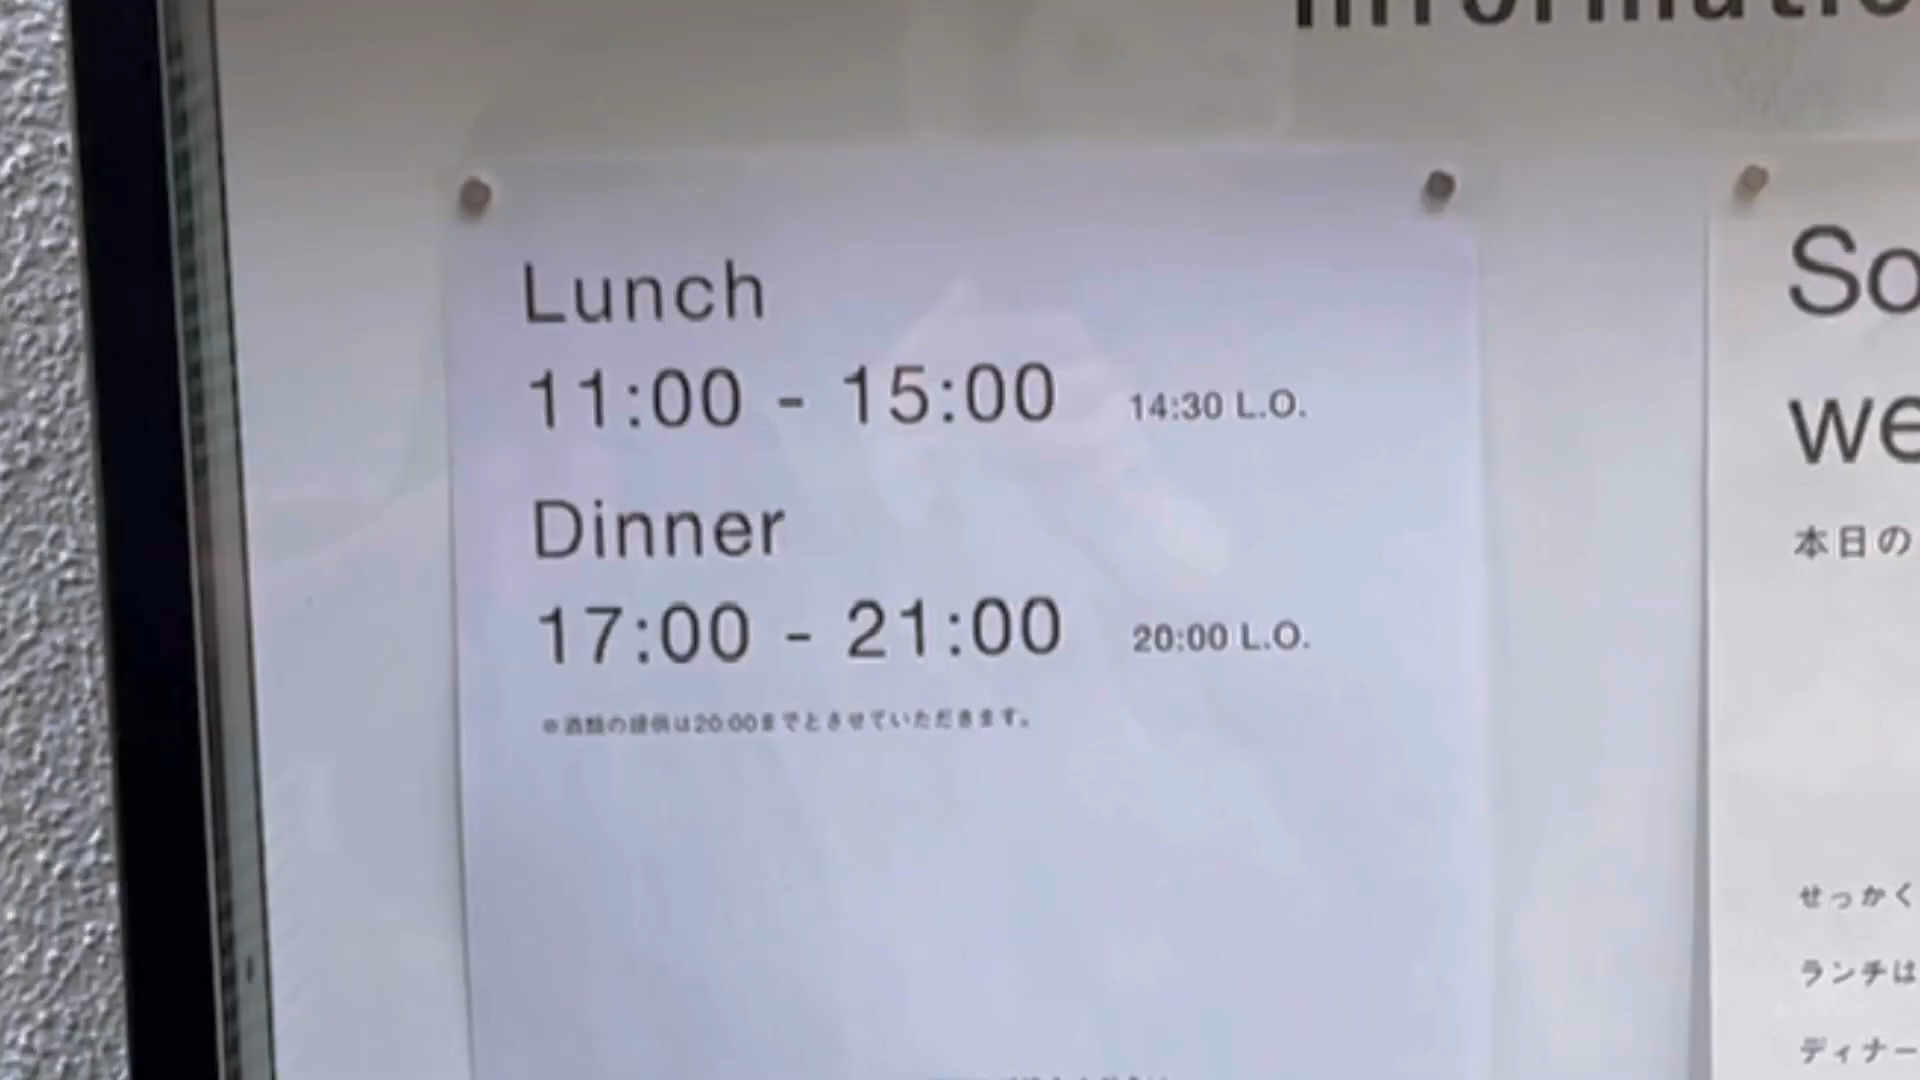 Information
Lunch
11:00 - 15:00 14:30 L.O.
Dinner
17:00 - 21:00 20:00 L.O.
※酒類の提供は20:00までとさせていただきます。
So
we
本日の
せっかく
ランチは
ディナー